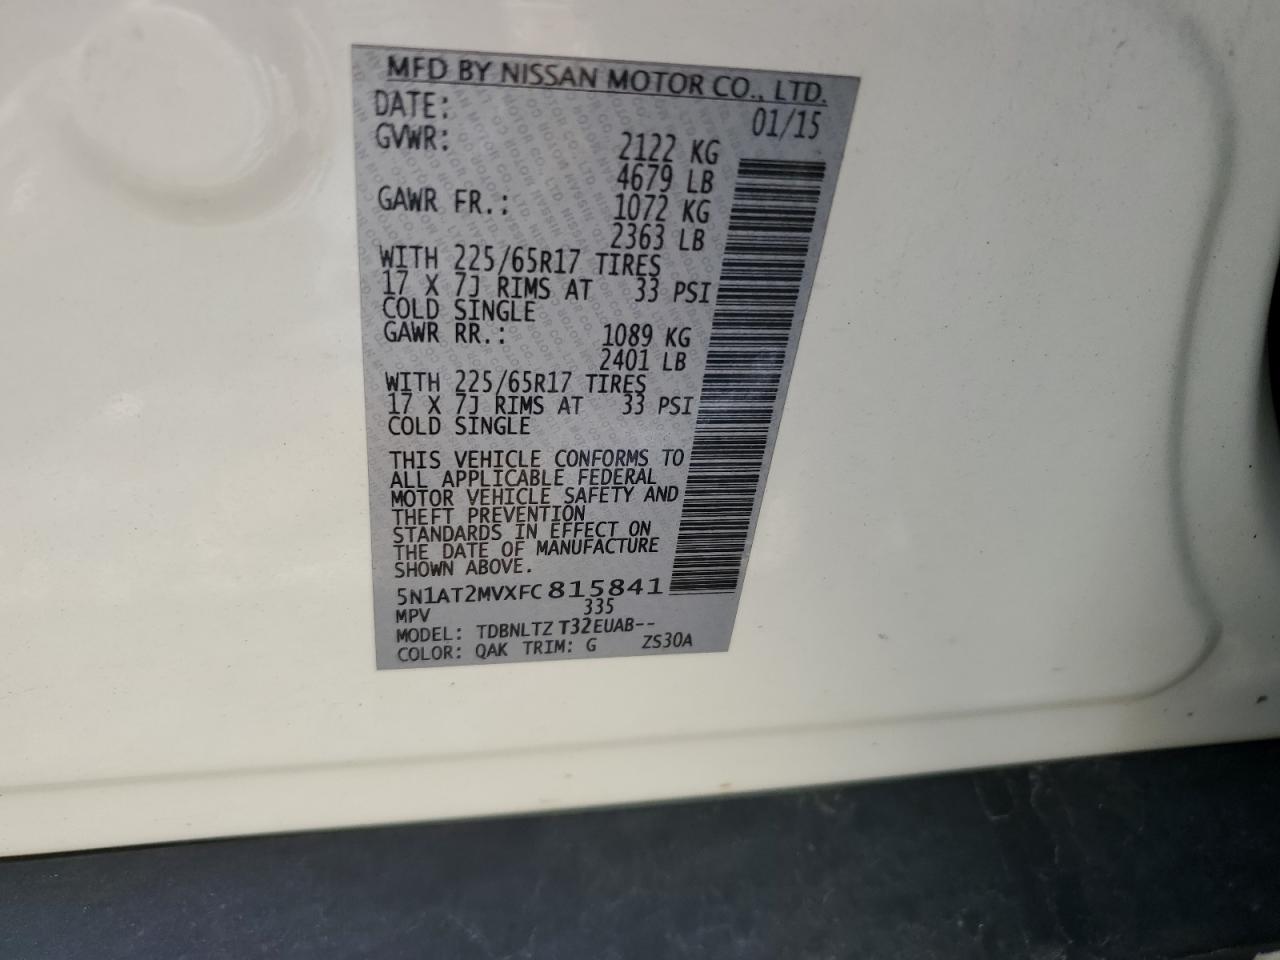 MFD BY NISSAN MOTOR CO., LTD.
DATE: 01/15
GVWR: 2122 KG
4679 LB
GAWR FR.: 1072 KG
2363 LB
WITH 225/65R17 TIRES
17 X 7J RIMS AT 33 PSI
COLD SINGLE
GAWR RR.: 1089 KG
2401 LB
WITH 225/65R17 TIRES
17 X 7J RIMS AT 33 PSI
COLD SINGLE
THIS VEHICLE CONFORMS TO
ALL APPLICABLE FEDERAL
MOTOR VEHICLE SAFETY AND
THEFT PREVENTION
STANDARDS IN EFFECT ON
THE DATE OF MANUFACTURE
SHOWN ABOVE.
5N1AT2MVXFC815841
MPV 335
MODEL: TDBNLTZ T32EUAB--
COLOR: QAK TRIM: G ZS30A